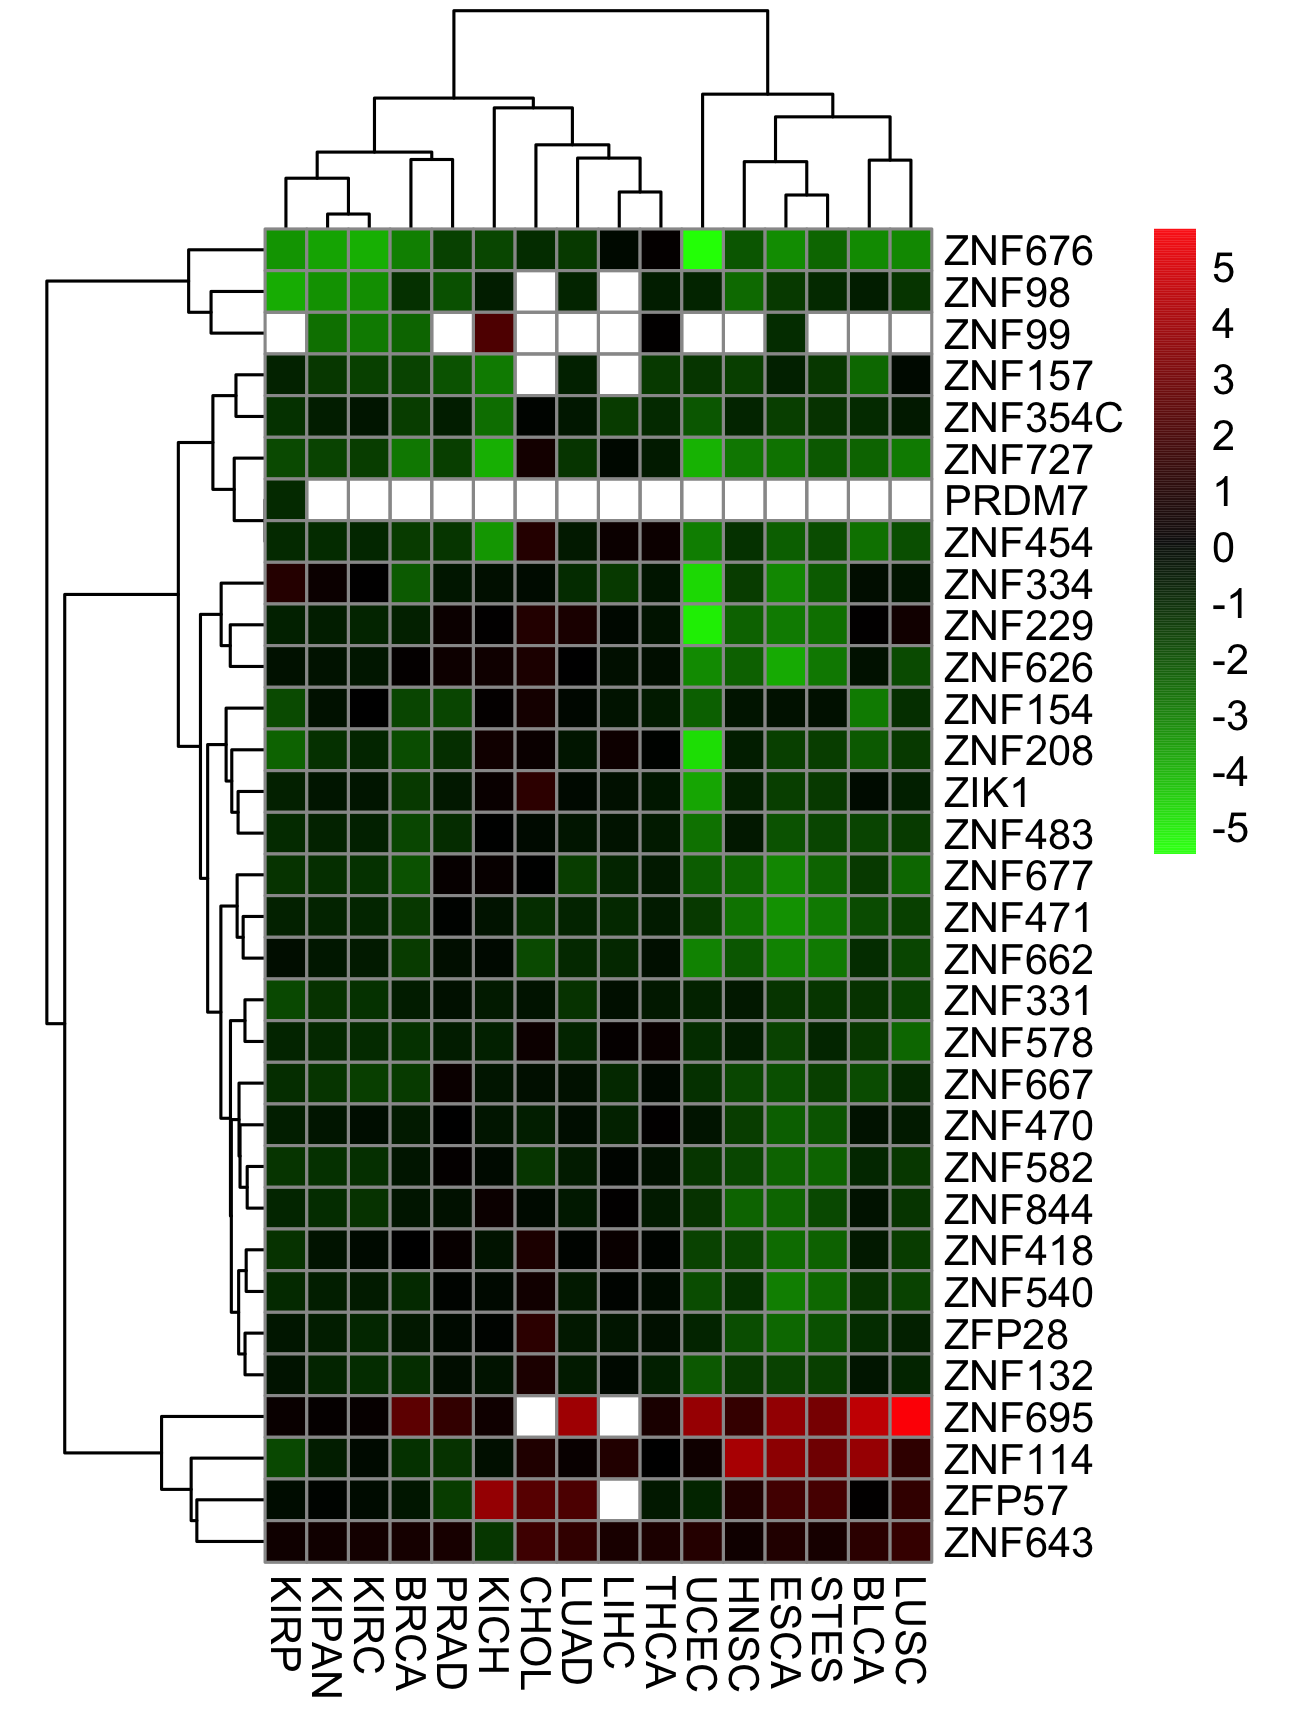 ZNF676
ZNF98
ZNF99
ZNF157
ZNF354C
ZNF727
PRDM7
ZNF454
ZNF334
ZNF229
ZNF626
ZNF154
ZNF208
ZIK1
ZNF483
ZNF677
ZNF471
ZNF662
ZNF331
ZNF578
ZNF667
ZNF470
ZNF582
ZNF844
ZNF418
ZNF540
ZFP28
ZNF132
ZNF695
ZNF114
ZFP57
ZNF643
5
4
3
2
1
0
-1
-2
-3
-4
-5
KIRP
KIPAN
KIRC
BRCA
PRAD
KICH
CHOL
LUAD
LIHC
THCA
UCEC
HNSC
ESCA
STES
BLCA
LUSC